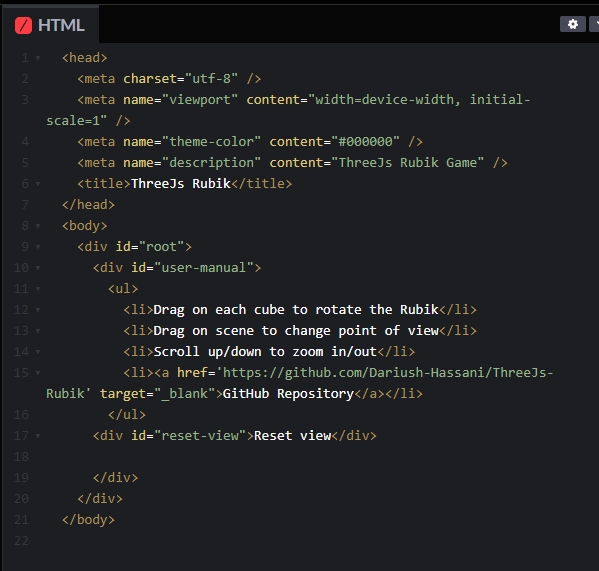 HTML
1 <head>
2 <meta charset="utf-8" />
3 <meta name="viewport" content="width=device-width, initial-
scale=1" />
4 <meta name="theme-color" content="#000000" />
5 <meta name="description" content="ThreeJs Rubik Game" />
6 <title>ThreeJs Rubik</title>
7 </head>
8 <body>
9 <div id="root">
10 <div id="user-manual">
11 <ul>
12 <li>Drag on each cube to rotate the Rubik</li>
13 <li>Drag on scene to change point of view</li>
14 <li>Scroll up/down to zoom in/out</li>
15 <li><a href='https://github.com/Dariush-Hassani/ThreeJs-
Rubik' target="_blank">GitHub Repository</a></li>
16 </ul>
17 <div id="reset-view">Reset view</div>
18
19 </div>
20 </div>
21 </body>
22